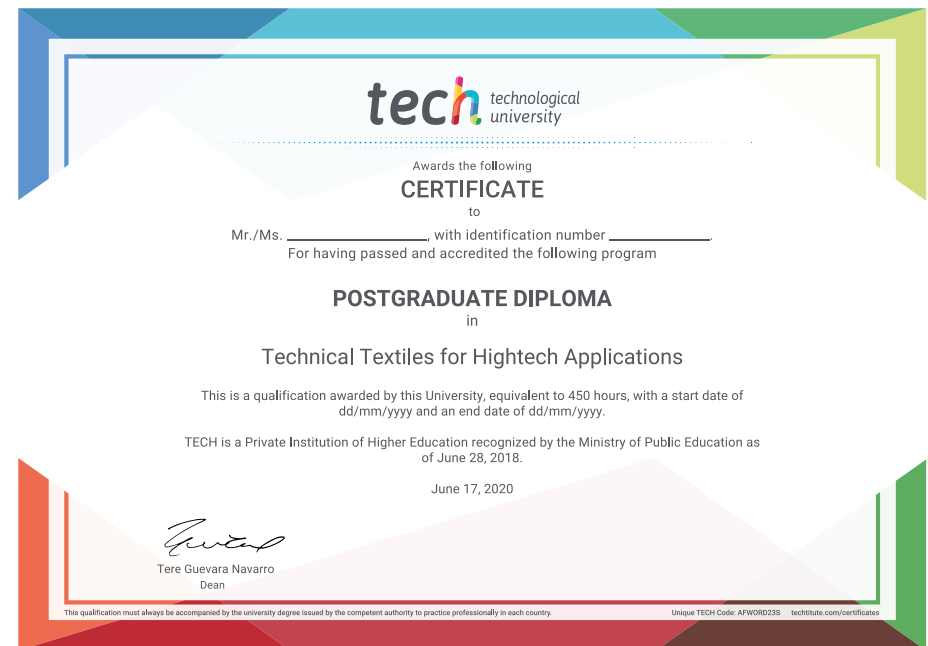 tech technological
university
Awards the following
CERTIFICATE
to
Mr./Ms. ____________, with identification number _________.
For having passed and accredited the following program
POSTGRADUATE DIPLOMA
in
Technical Textiles for Hightech Applications
This is a qualification awarded by this University, equivalent to 450 hours, with a start date of
dd/mm/yyyy and an end date of dd/mm/yyyy.
TECH is a Private Institution of Higher Education recognized by the Ministry of Public Education as
of June 28, 2018.
June 17, 2020
Tere Guevara Navarro
Dean
This qualification must always be accompanied by the university degree issued by the competent authority to practice professionally in each country. Unique TECH Code: AFWORD23S techtitute.com/certificates